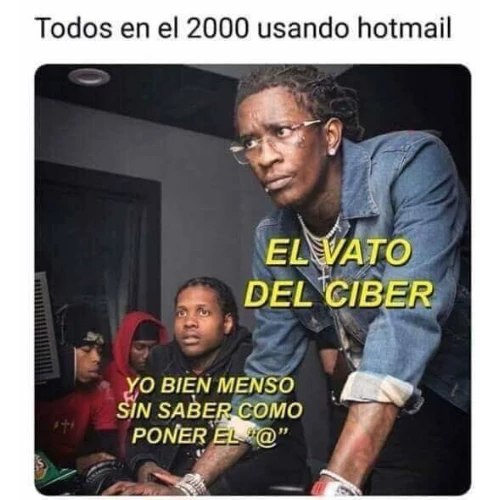 Todos en el 2000 usando hotmail
EL VATO
DEL CIBER
YO BIEN MENSO
SIN SABER COMO
PONER EL "@"